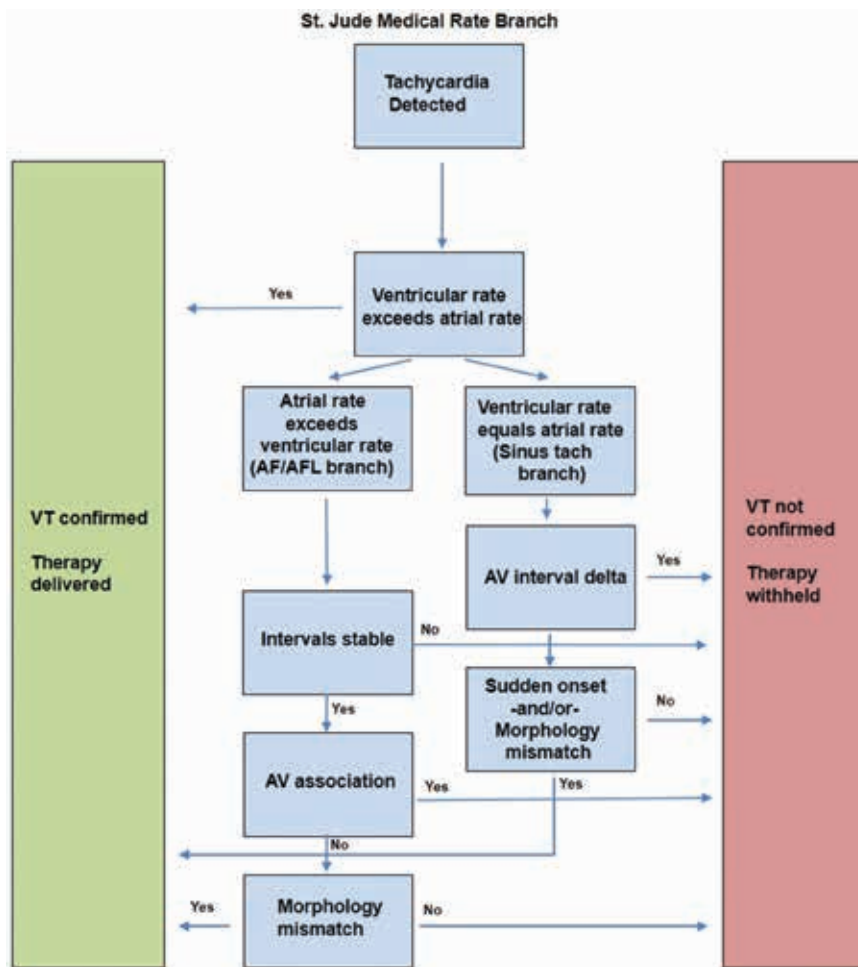 St. Jude Medical Rate Branch
Tachycardia
Detected
Yes
Ventricular rate
exceeds atrial rate
Atrial rate
exceeds
ventricular rate
(AF/AFL branch)
Ventricular rate
equals atrial rate
(Sinus tach
branch)
VT confirmed
Therapy
delivered
VT not
confirmed
Therapy
withheld
AV interval delta
Yes
Intervals stable
No
Yes
Sudden onset
-and/or-
Morphology
mismatch
No
AV association
Yes
Yes
No
Morphology
mismatch
Yes
No